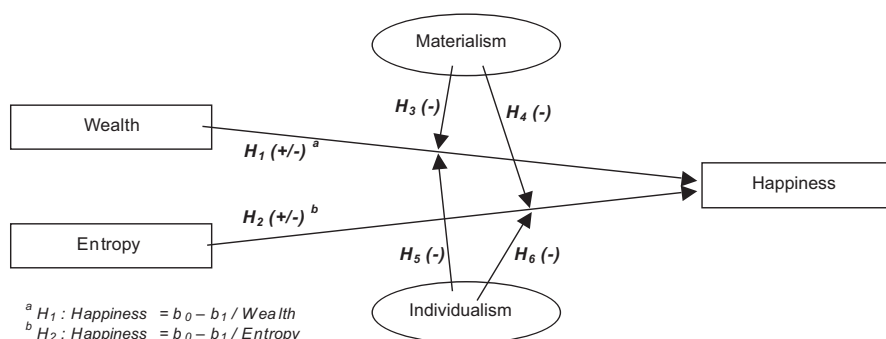 Materialism
H3 (-)
H4 (-)
Wealth
H1 (+/-) a
Happiness
H2 (+/-) b
Entropy
H5 (-)
H6 (-)
Individualism
a H1 : Happiness = b0 – b1 / Wealth
b H2 : Happiness = b0 – b1 / Entropy